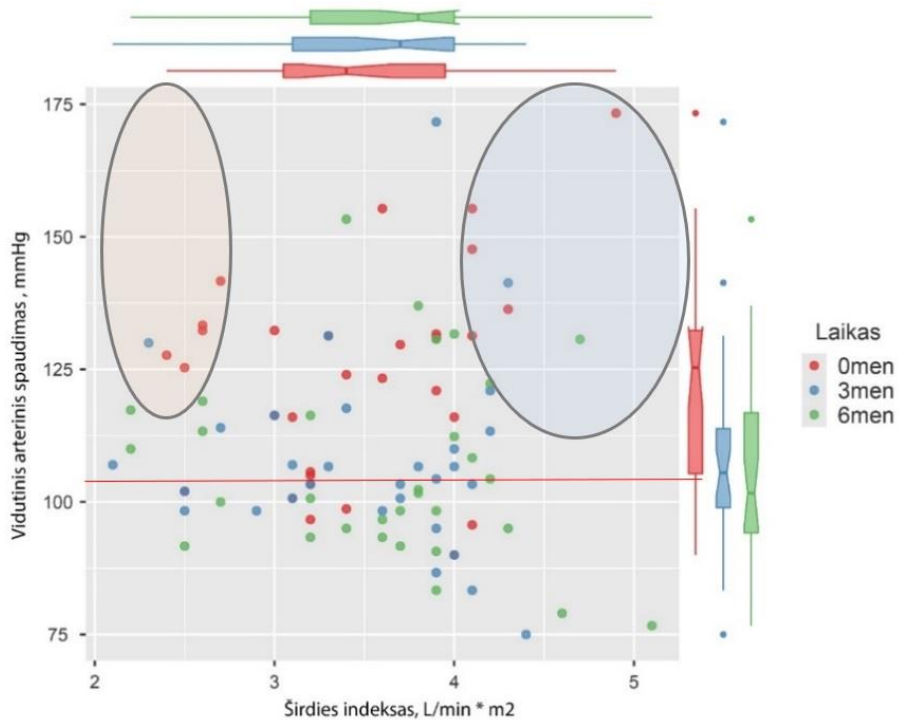 175
150
125
100
75
Vidutinis arterinis spaudimas , mmHg
2
3
4
5
Širdies indeksas, L/min * m2
Laikas
0men
3men
6men